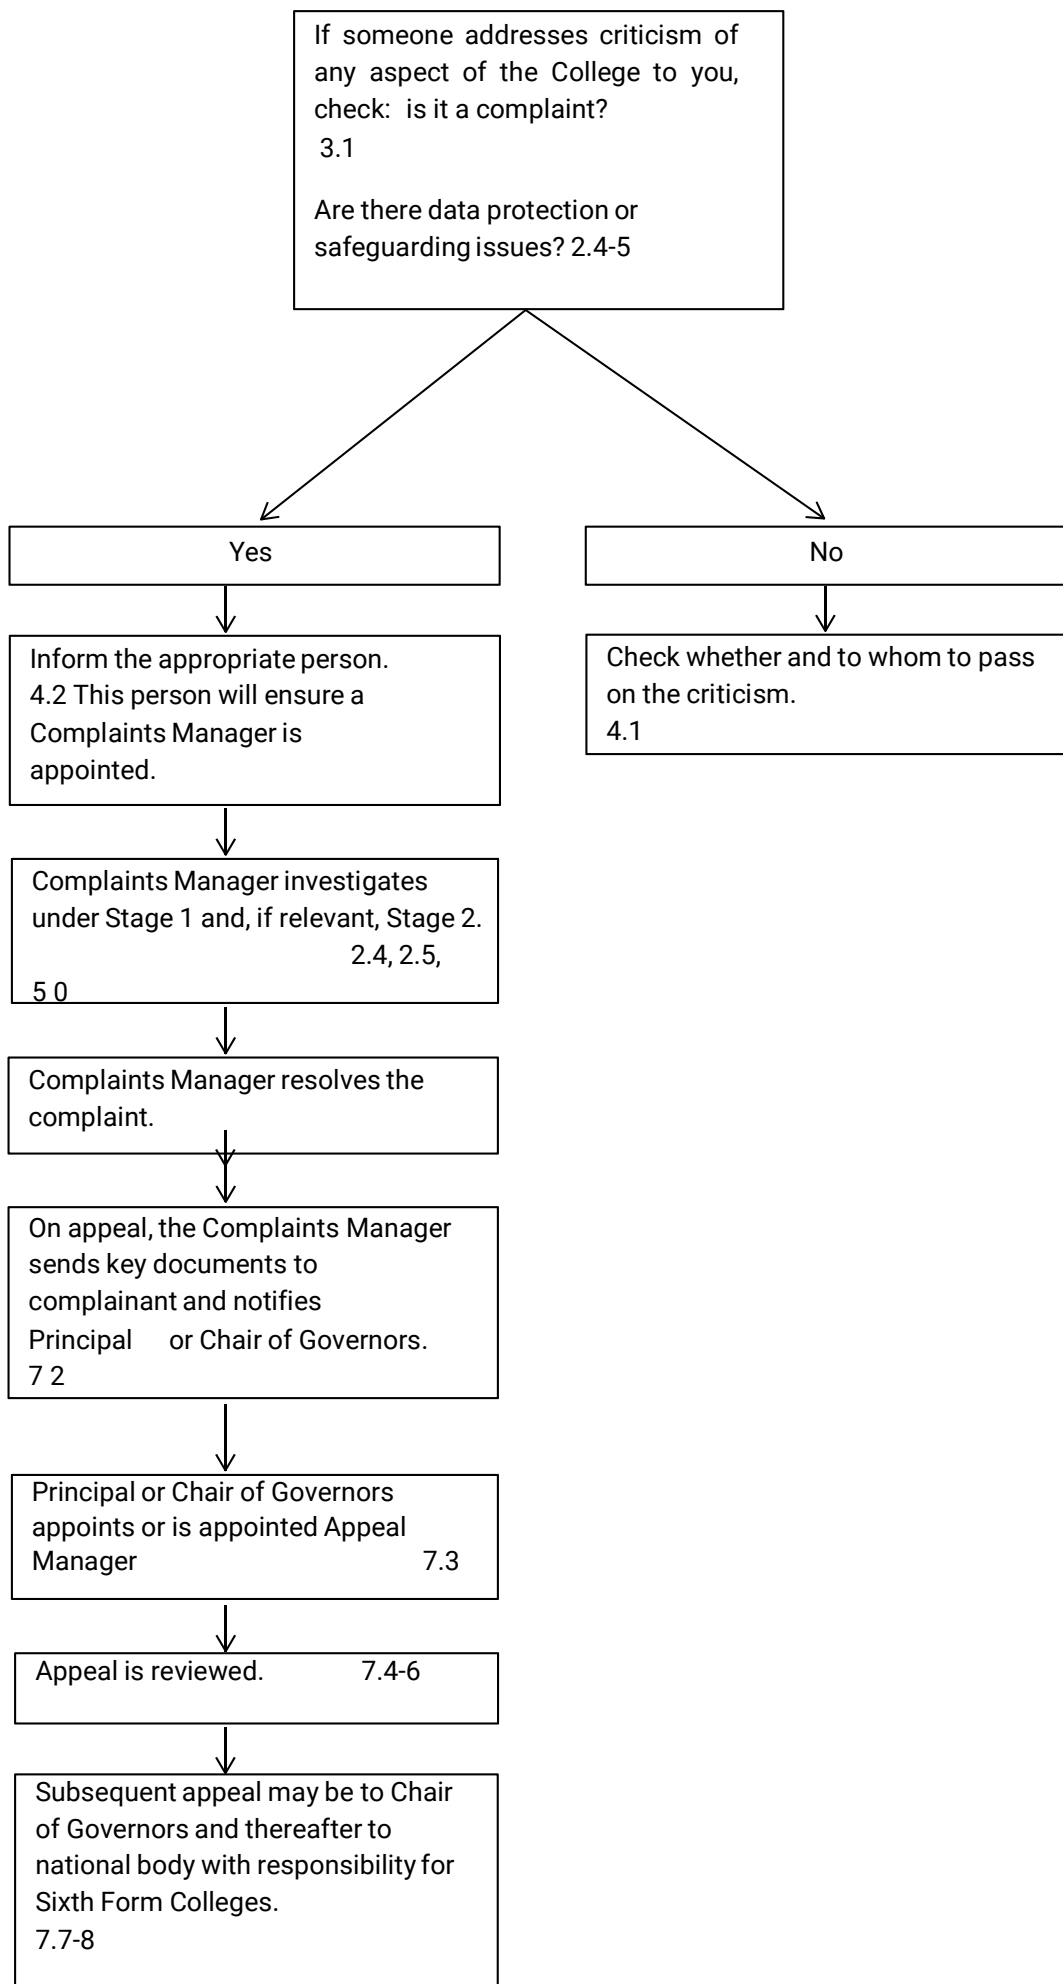 If someone addresses criticism of
any aspect of the College to you,
check: is it a complaint?
3.1
Are there data protection or
safeguarding issues? 2.4-5
Yes
No
Inform the appropriate person.
4.2 This person will ensure a
Complaints Manager is
appointed.
Check whether and to whom to pass
on the criticism.
4.1
Complaints Manager investigates
under Stage 1 and, if relevant, Stage 2.
2.4, 2.5,
5 0
Complaints Manager resolves the
complaint.
On appeal, the Complaints Manager
sends key documents to
complainant and notifies
Principal or Chair of Governors.
7 2
Principal or Chair of Governors
appoints or is appointed Appeal
Manager 7.3
Appeal is reviewed. 7.4-6
Subsequent appeal may be to Chair
of Governors and thereafter to
national body with responsibility for
Sixth Form Colleges.
7.7-8